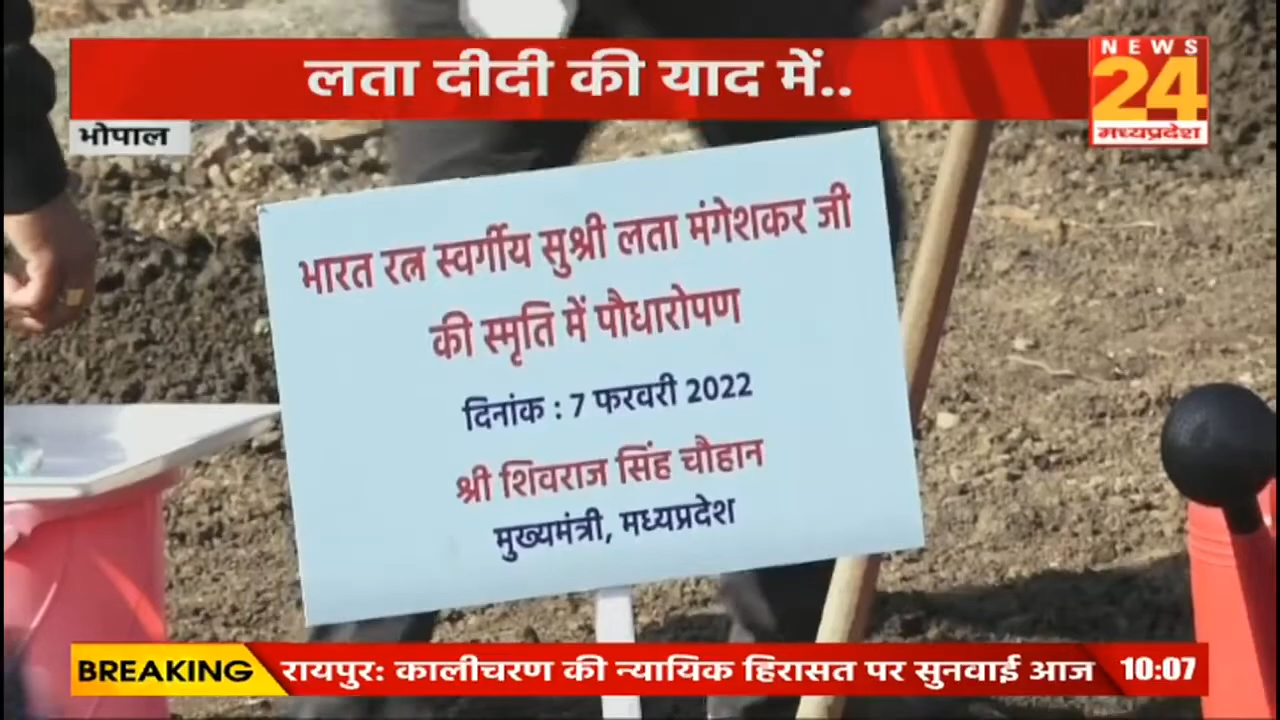 लता दीदी की याद में..
NEWS
24
मध्यप्रदेश
भोपाल
भारत रत्न स्वर्गीय सुश्री लता मंगेशकर जी
की स्मृति में पौधारोपण
दिनांक : 7 फरवरी 2022
श्री शिवराज सिंह चौहान
मुख्यमंत्री, मध्यप्रदेश
BREAKING रायपुर: कालीचरण की न्यायिक हिरासत पर सुनवाई आज 10:07